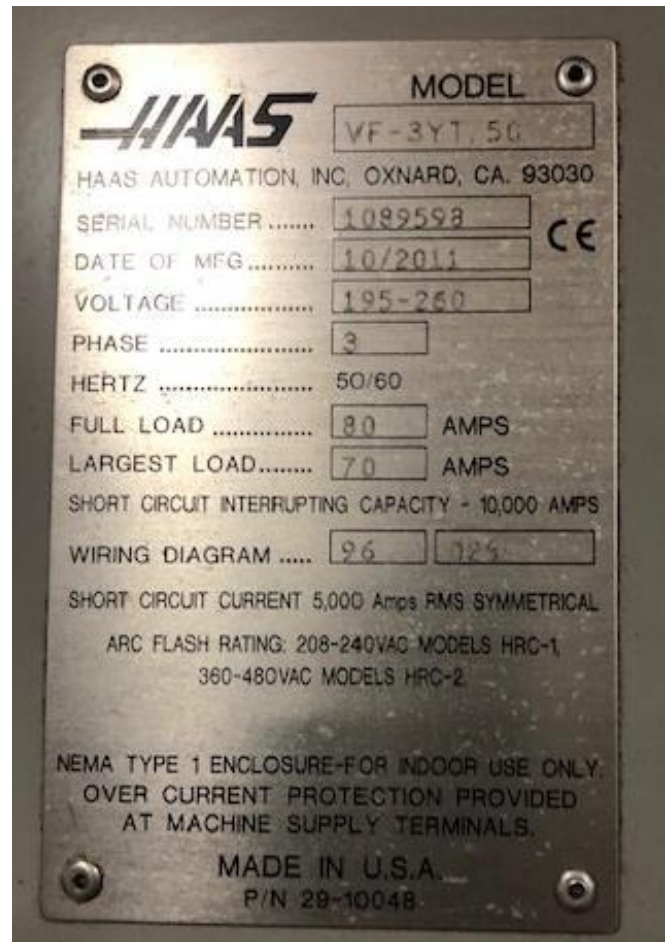 HAAS
MODEL
VF-3YT,50
HAAS AUTOMATION, INC, OXNARD, CA. 93030
SERIAL NUMBER ....... 1089598
CE
DATE OF MFG .......... 10/2011
VOLTAGE .................. 195-260
PHASE ....................... 3
HERTZ ....................... 50/60
FULL LOAD ............... 80 AMPS
LARGEST LOAD........ 70 AMPS
SHORT CIRCUIT INTERRUPTING CAPACITY - 10,000 AMPS
WIRING DIAGRAM ..... 96
SHORT CIRCUIT CURRENT 5,000 Amps RMS SYMMETRICAL
ARC FLASH RATING: 208-240VAC MODELS HRC-1,
360-480VAC MODELS HRC-2
NEMA TYPE 1 ENCLOSURE-FOR INDOOR USE ONLY.
OVER CURRENT PROTECTION PROVIDED
AT MACHINE SUPPLY TERMINALS.
MADE IN U.S.A.
P/N 29-10048